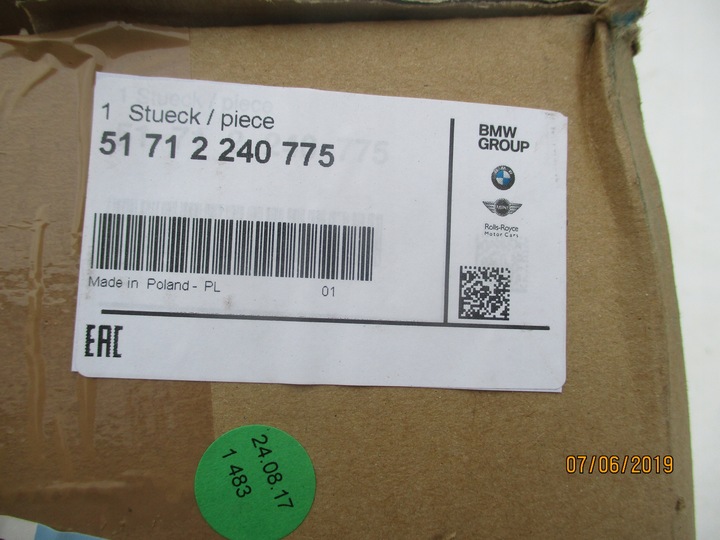 1 Stueck / piece
51 71 2 240 775
BMW
GROUP
MINI
Rolls-Royce
Motor Cars
Made in Poland - PL
01
EAC
24.08.17
1 483
07/06/2019